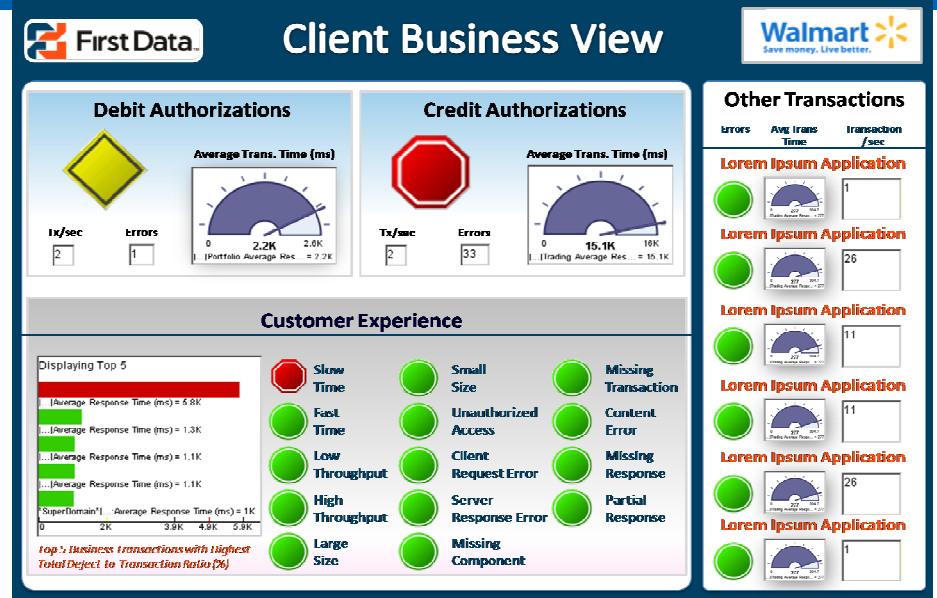 First Data
Client Business View
Walmart
Save money. Live better.
Debit Authorizations
Average Trans. Time (ms)
Tx/sec
Errors
2
1
0
2.2K
2.6K
[...]Portfolio Average Res... = 2.2K
Credit Authorizations
Average Trans. Time (ms)
Tx/sec
Errors
2
33
0
15.1K
16K
[...]Trading Average Res... = 15.1K
Customer Experience
Displaying Top 5
[...]Average Response Time (ms) = 5.8K
[...]Average Response Time (ms) = 1.3K
[...]Average Response Time (ms) = 1.1K
[...]Average Response Time (ms) = 1.1K
*SuperDomain*|...:Average Response Time (ms) = 1K
0 2K 3.9K 4.9K 5.9K
Top 5 Business Transactions with Highest
Total Defect to Transaction Ratio (%)
Slow
Time
Fast
Time
Low
Throughput
High
Throughput
Large
Size
Small
Size
Unauthorized
Access
Client
Request Error
Server
Response Error
Missing
Component
Missing
Transaction
Content
Error
Missing
Response
Partial
Response
Other Transactions
Errors
Avg Trans
Time
Transaction
/sec
Lorem Ipsum Application
277
1
Lorem Ipsum Application
277
26
Lorem Ipsum Application
277
11
Lorem Ipsum Application
277
11
Lorem Ipsum Application
277
26
Lorem Ipsum Application
277
1